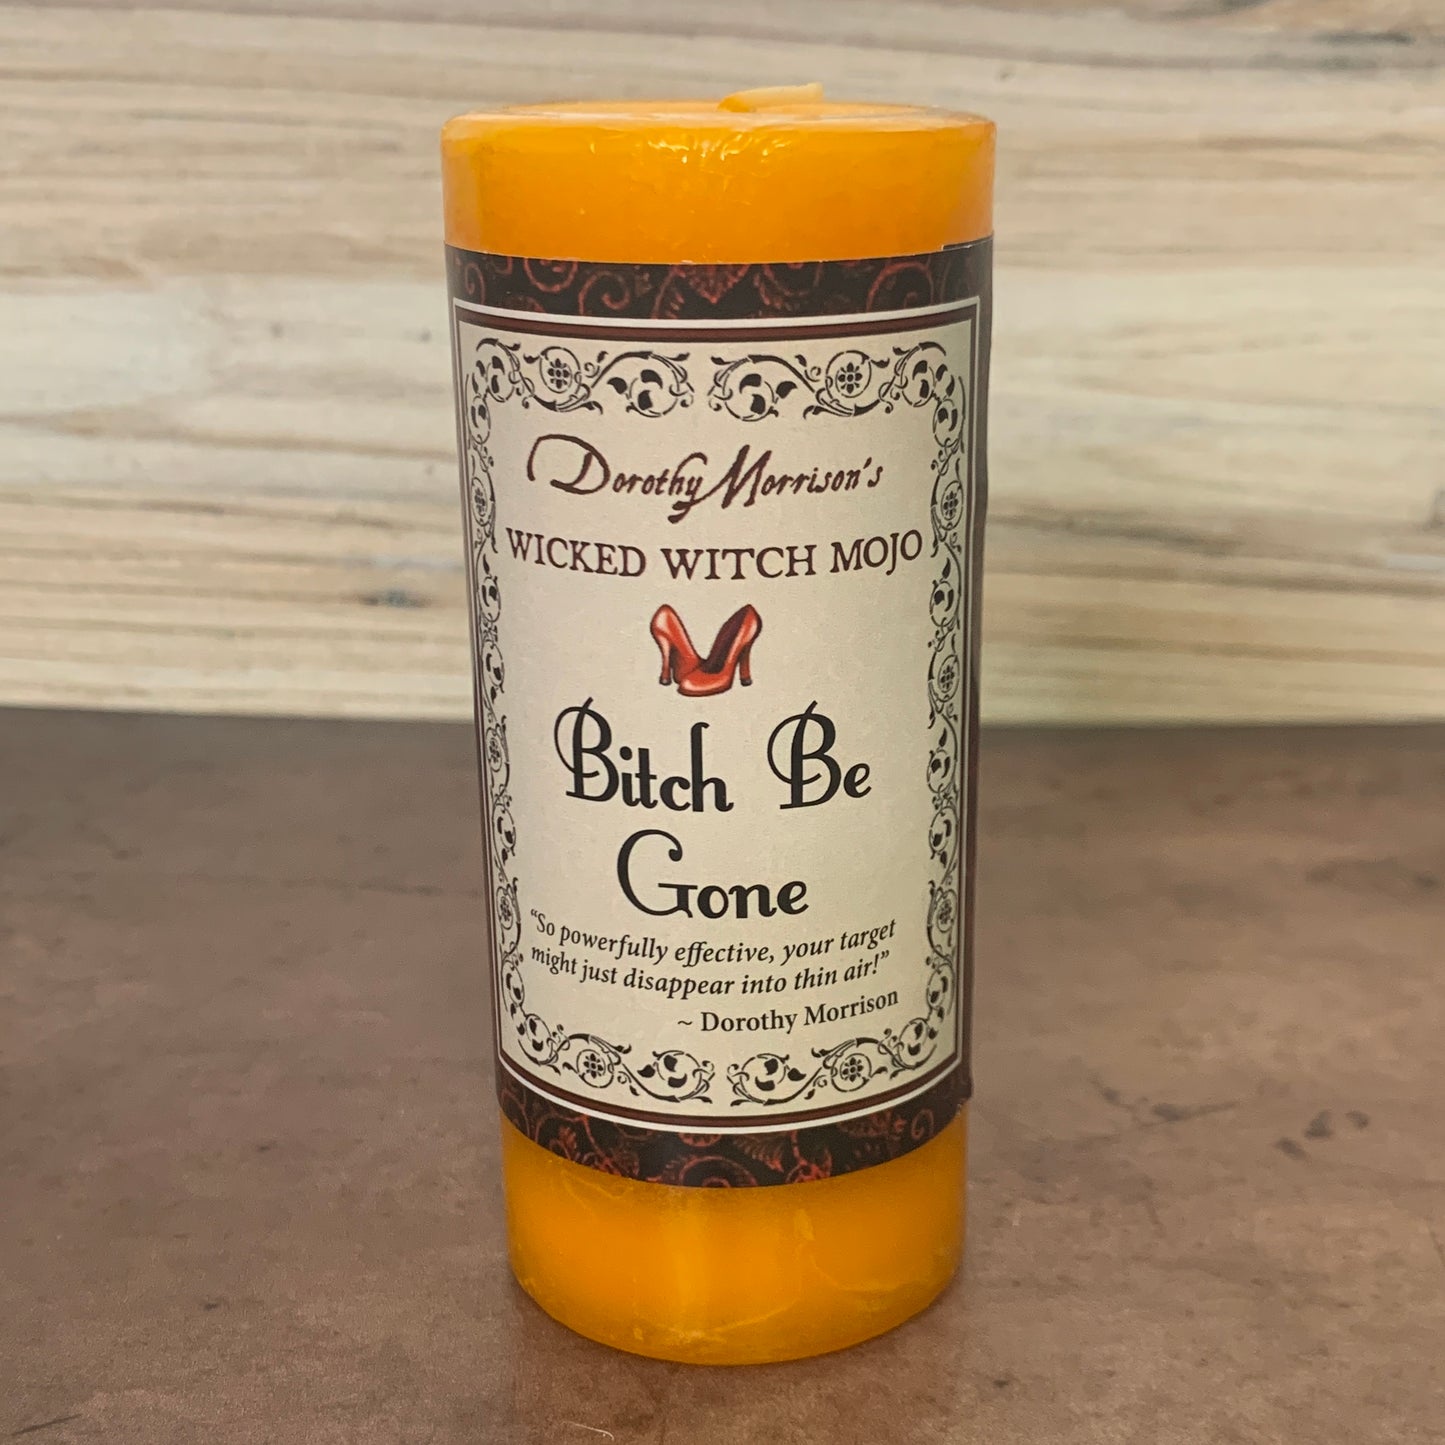 Dorothy Morrison's
WICKED WITCH MOJO
Bitch Be
Gone
“So powerfully effective, your target
might just disappear into thin air!”
~ Dorothy Morrison